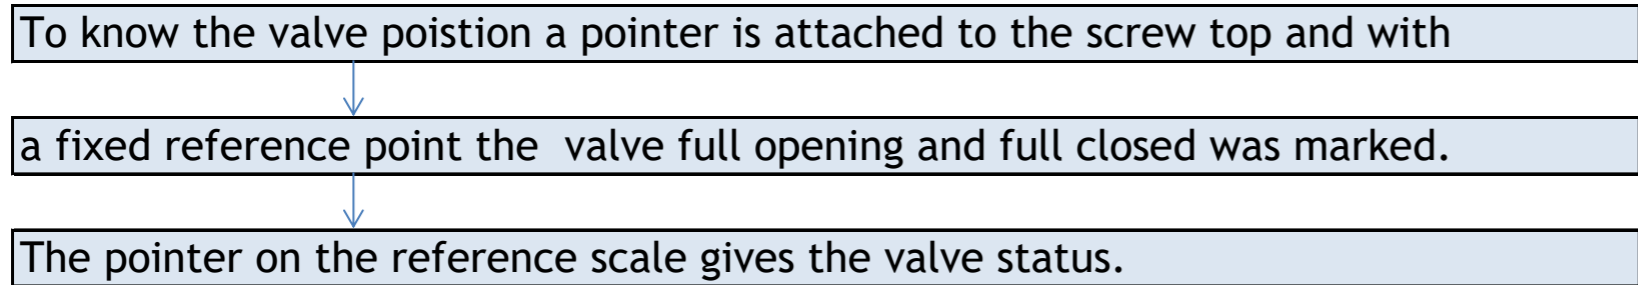 To know the valve poistion a pointer is attached to the screw top and with
a fixed reference point the  valve full opening and full closed was marked.
The pointer on the reference scale gives the valve status.